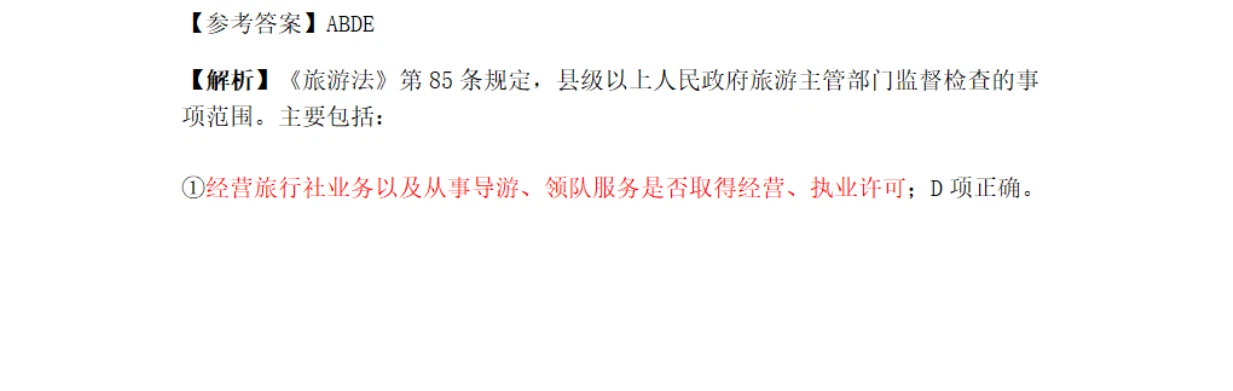 【参考答案】ABDE
【解析】《旅游法》第 85 条规定，县级以上人民政府旅游主管部门监督检查的事
项范围。主要包括：
①经营旅行社业务以及从事导游、领队服务是否取得经营、执业许可；D 项正确。